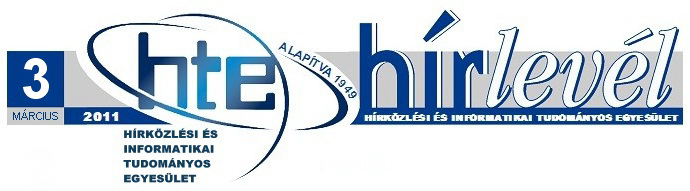 3
MÁRCIUS 2011
hte
ALAPÍTVA 1949
HÍRKÖZLÉSI ÉS
INFORMATIKAI
TUDOMÁNYOS
EGYESÜLET
hírlevél
HÍRKÖZLÉSI ÉS INFORMATIKAI TUDOMÁNYOS EGYESÜLET